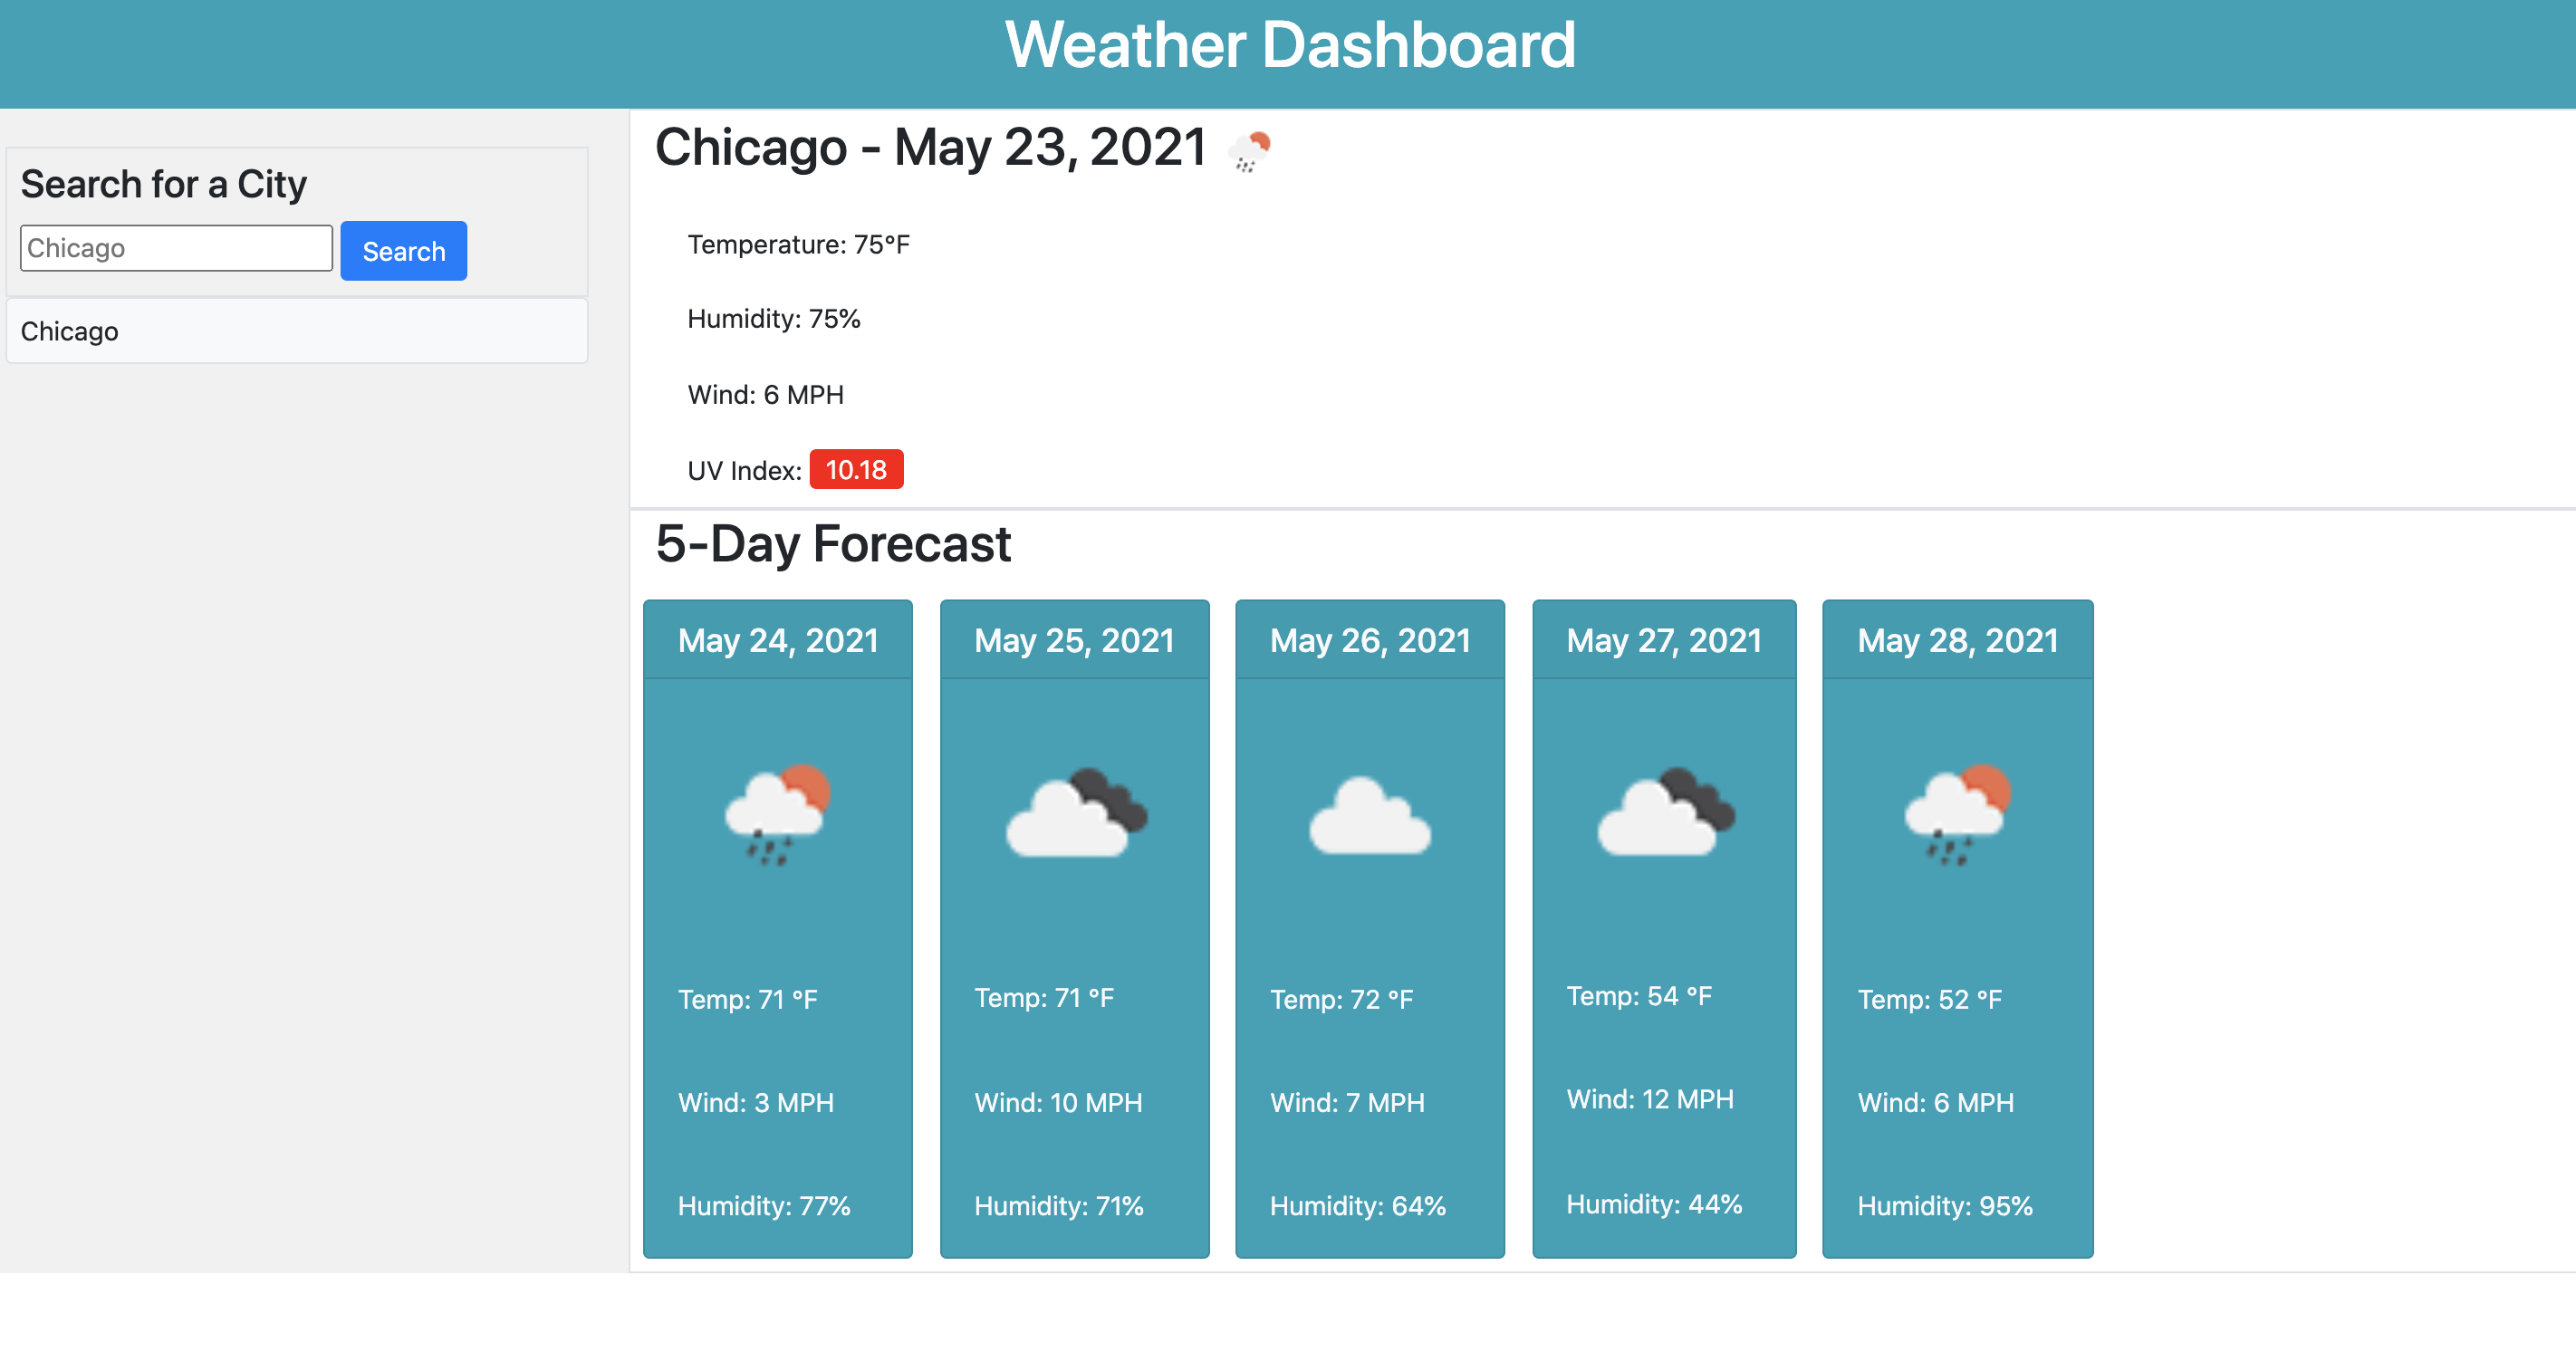 Weather Dashboard
Search for a City
Chicago
Search
Chicago
Chicago - May 23, 2021
Temperature: 75°F
Humidity: 75%
Wind: 6 MPH
UV Index: 10.18
5-Day Forecast
May 24, 2021
Temp: 71 °F
Wind: 3 MPH
Humidity: 77%
May 25, 2021
Temp: 71 °F
Wind: 10 MPH
Humidity: 71%
May 26, 2021
Temp: 72 °F
Wind: 7 MPH
Humidity: 64%
May 27, 2021
Temp: 54 °F
Wind: 12 MPH
Humidity: 44%
May 28, 2021
Temp: 52 °F
Wind: 6 MPH
Humidity: 95%